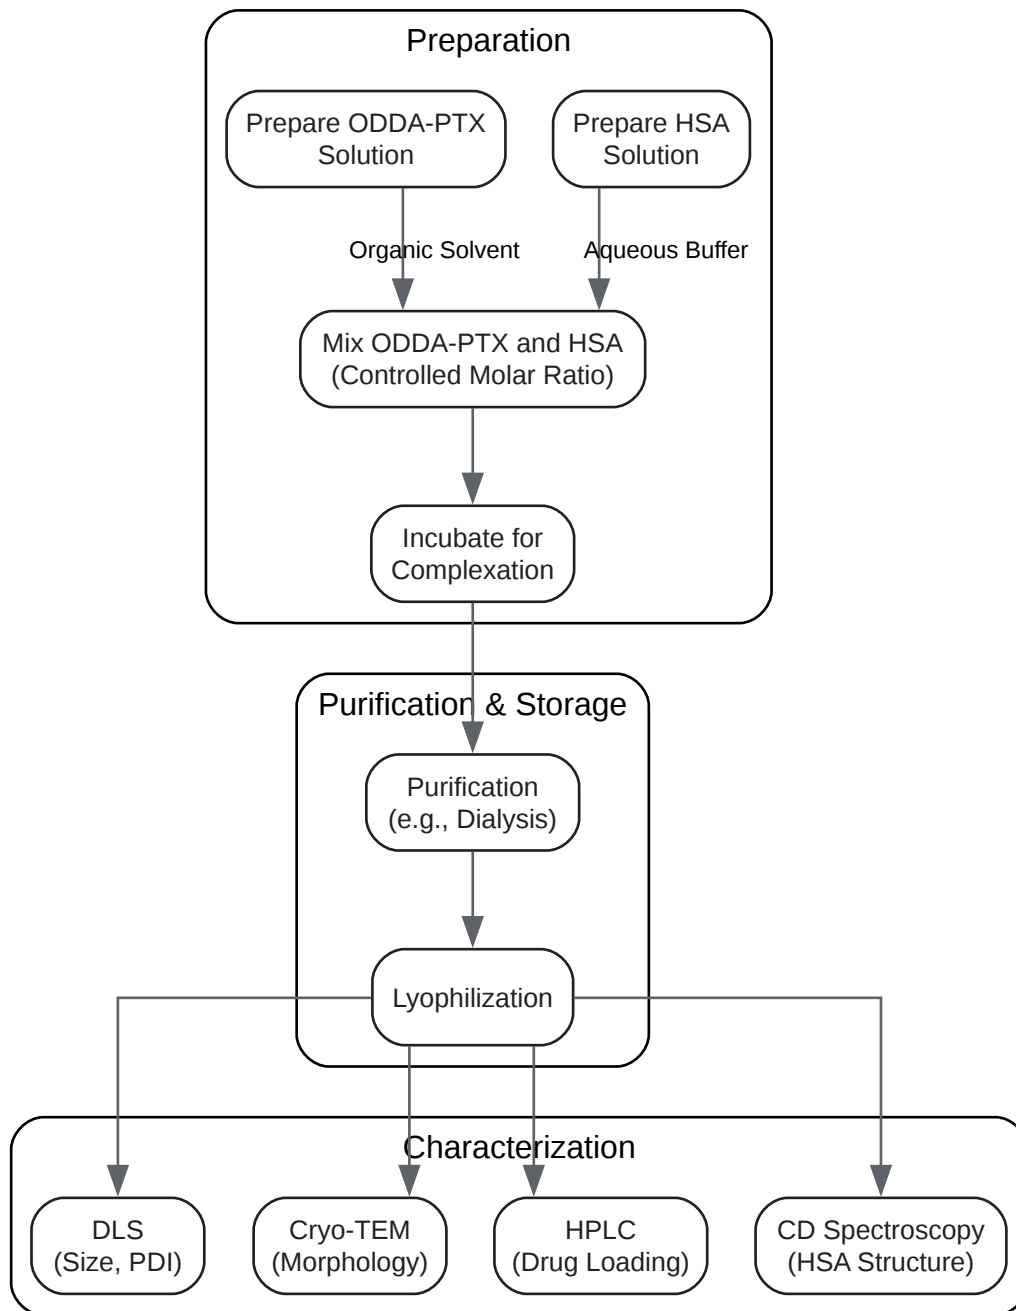 Preparation
Prepare ODDA-PTX
Solution
Prepare HSA
Solution
Organic Solvent
Aqueous Buffer
Mix ODDA-PTX and HSA
(Controlled Molar Ratio)
Incubate for
Complexation
Purification & Storage
Purification
(e.g., Dialysis)
Lyophilization
Characterization
DLS
(Size, PDI)
Cryo-TEM
(Morphology)
HPLC
(Drug Loading)
CD Spectroscopy
(HSA Structure)